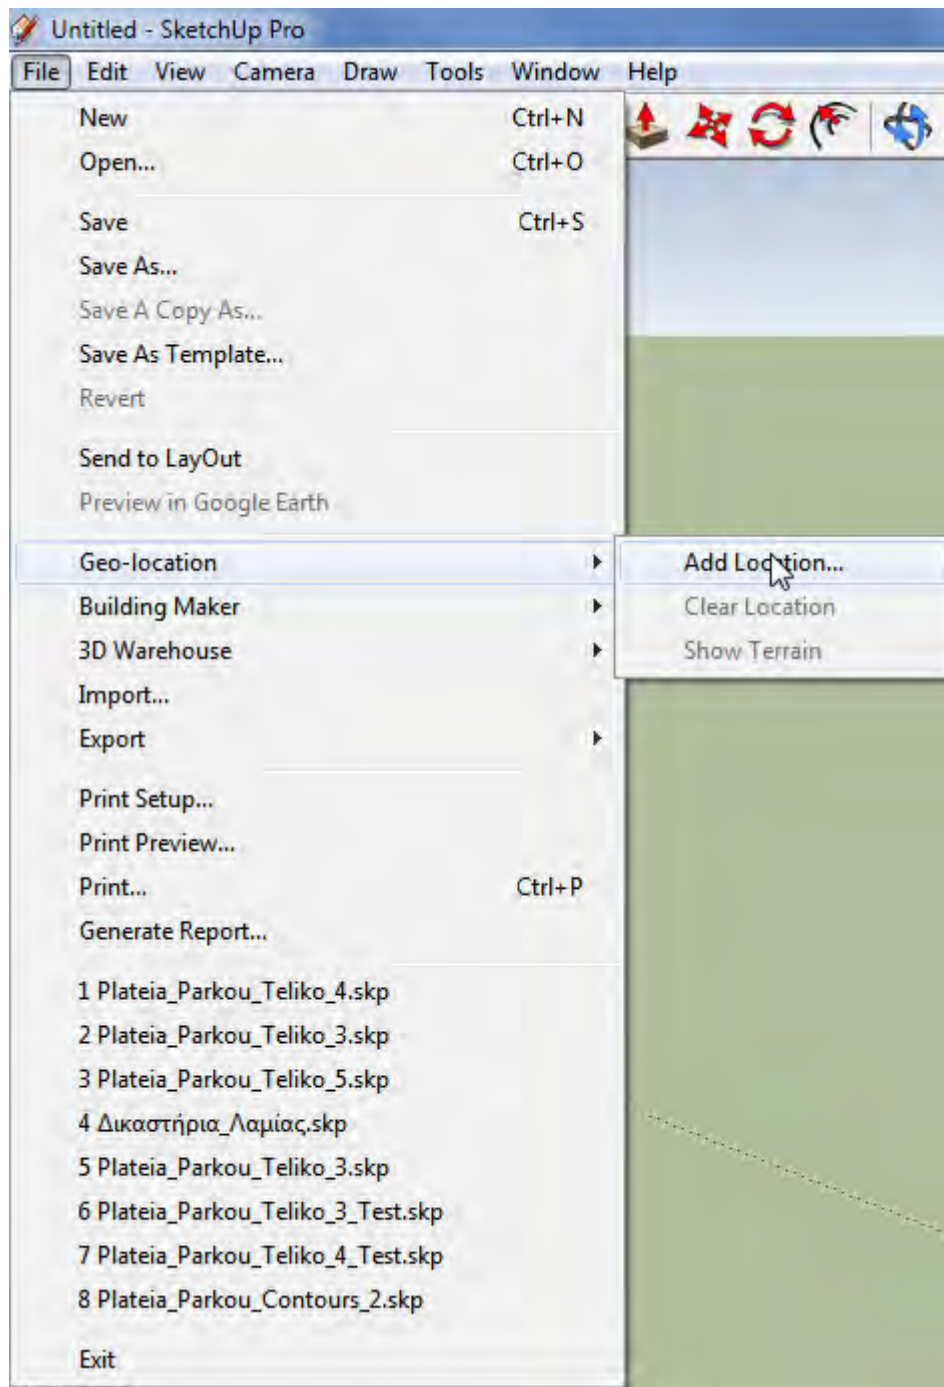 Untitled - SketchUp Pro
File Edit View Camera Draw Tools Window Help
New Ctrl+N
Open... Ctrl+O
Save Ctrl+S
Save As...
Save A Copy As...
Save As Template...
Revert
Send to LayOut
Preview in Google Earth
Geo-location Add Location...
Building Maker Clear Location
3D Warehouse Show Terrain
Import...
Export
Print Setup...
Print Preview...
Print... Ctrl+P
Generate Report...
1 Plateia_Parkou_Teliko_4.skp
2 Plateia_Parkou_Teliko_3.skp
3 Plateia_Parkou_Teliko_5.skp
4 Δικαστήρια_Λαμίας.skp
5 Plateia_Parkou_Teliko_3.skp
6 Plateia_Parkou_Teliko_3_Test.skp
7 Plateia_Parkou_Teliko_4_Test.skp
8 Plateia_Parkou_Contours_2.skp
Exit